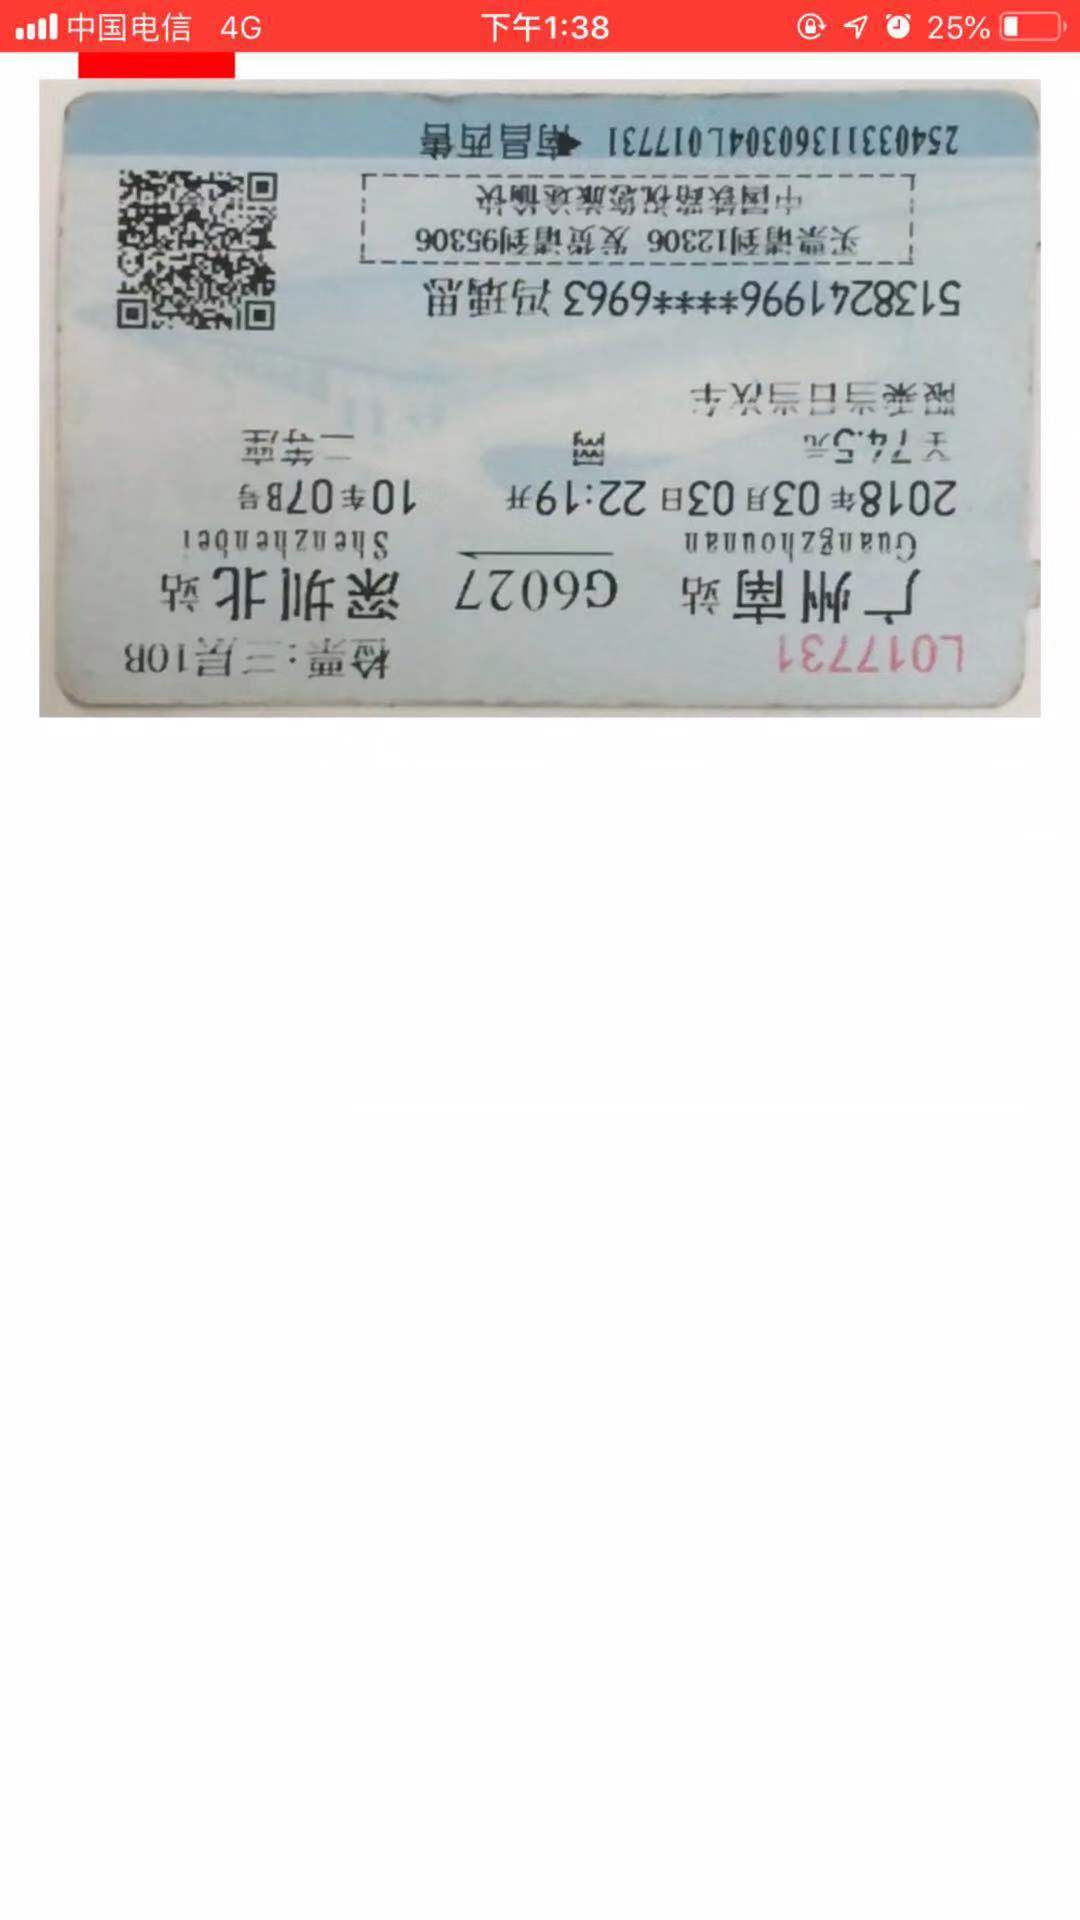 中国电信 4G 下午1:38 25%
L017731 检票:三层10B
广州南站 G6027 深圳北站
Guangzhounan Shenzhenbei
2018年03月03日22:19开 10车07B号
￥74.5元 网 二等座
限乘当日当次车
5138241996****6963 冯瑀思
买票请到12306 发货请到95306
中国铁路祝您旅途愉快
25403311360304L017731 南昌西售